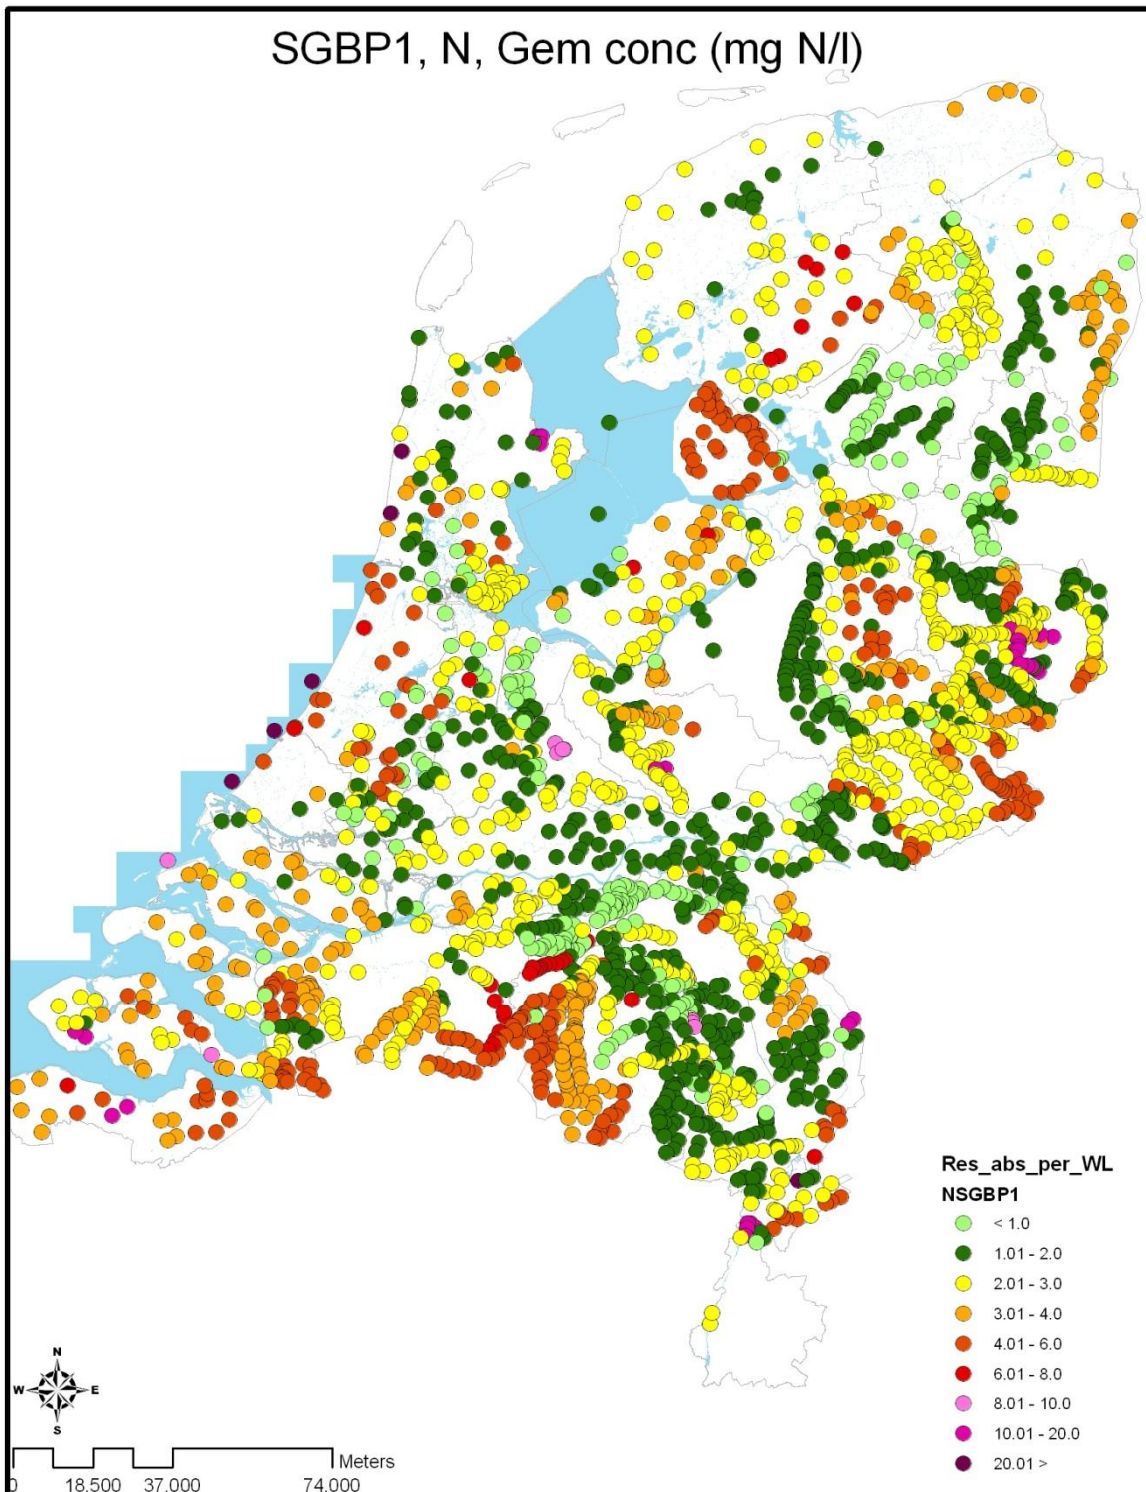 SGBP1, N, Gem conc (mg N/l)
Res_abs_per_WL
NSGBP1
< 1.0
1.01 - 2.0
2.01 - 3.0
3.01 - 4.0
4.01 - 6.0
6.01 - 8.0
8.01 - 10.0
10.01 - 20.0
20.01 >
N
W E
S
Meters
0 18.500 37.000 74.000